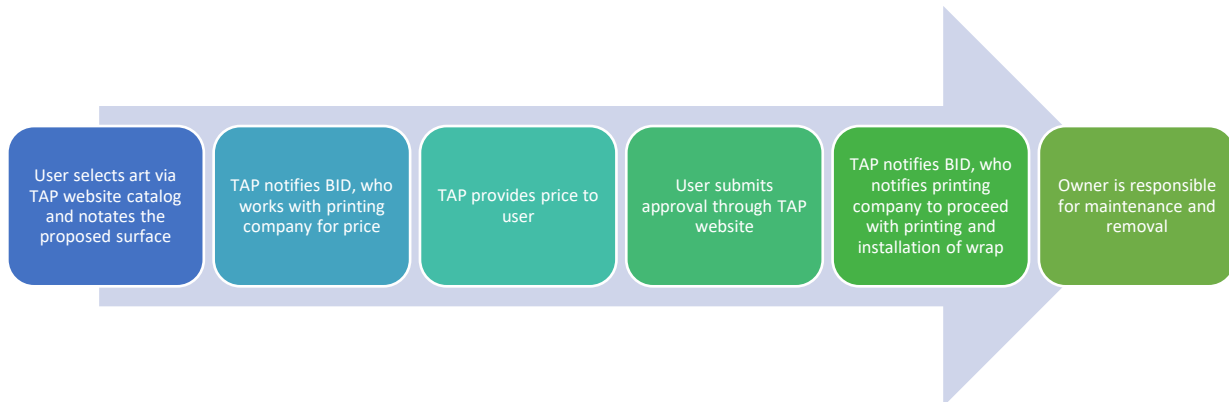 User selects art via
TAP website catalog
and notates the
proposed surface
TAP notifies BID, who
works with printing
company for price
TAP provides price to
user
User submits
approval through TAP
website
TAP notifies BID, who
notifies printing
company to proceed
with printing and
installation of wrap
Owner is responsible
for maintenance and
removal